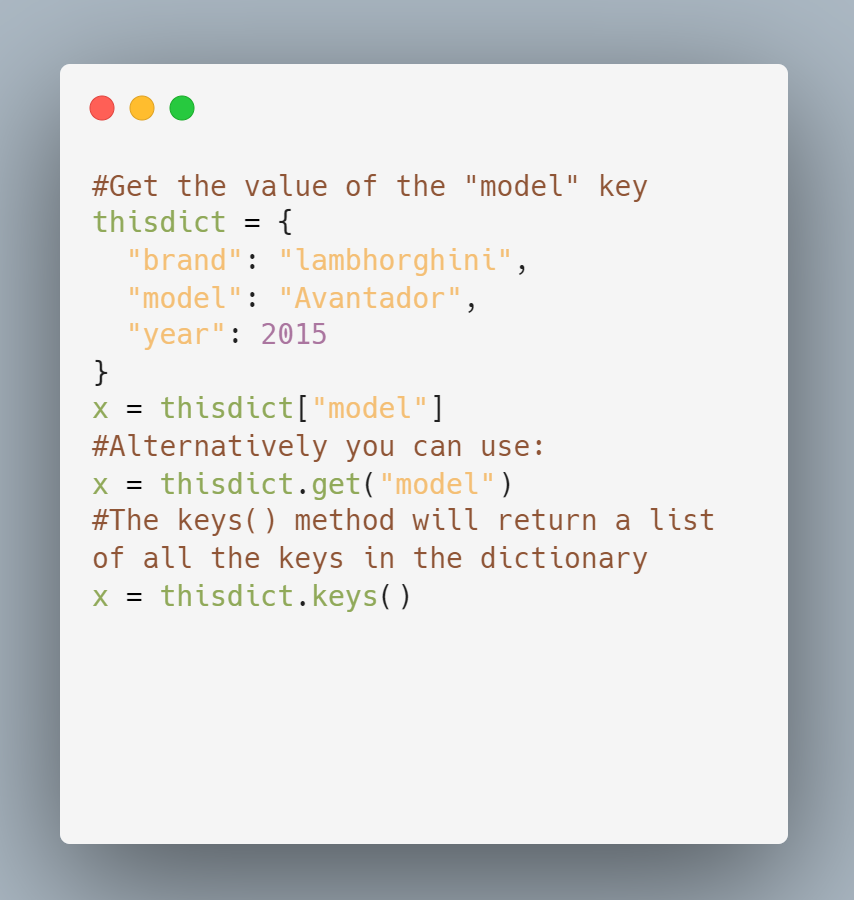 #Get the value of the "model" key
thisdict = {
  "brand": "lambhorghini",
  "model": "Avantador",
  "year": 2015
}
x = thisdict["model"]
#Alternatively you can use:
x = thisdict.get("model")
#The keys() method will return a list
of all the keys in the dictionary
x = thisdict.keys()